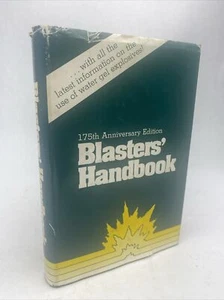 ...with all the
latest information on the
use of water gel explosives!
175th Anniversary Edition
Blasters'
Handbook